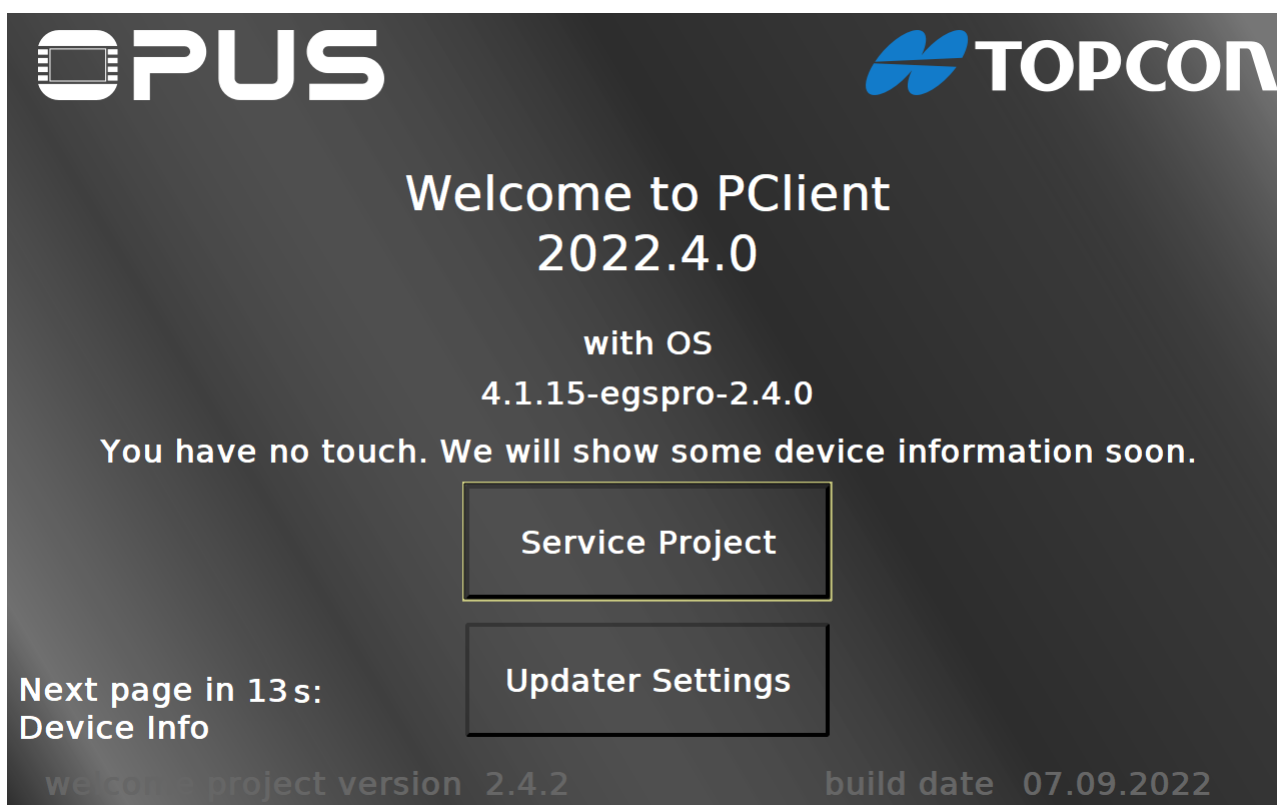 OPUS
TOPCON
Welcome to PClient
2022.4.0
with OS
4.1.15-egspro-2.4.0
You have no touch. We will show some device information soon.
Service Project
Updater Settings
Next page in 13 s:
Device Info
welcome project version 2.4.2
build date 07.09.2022